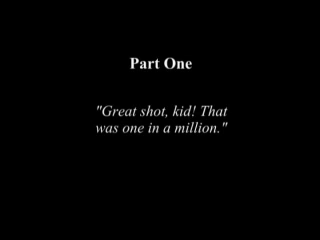 Part One
"Great shot, kid! That
was one in a million."